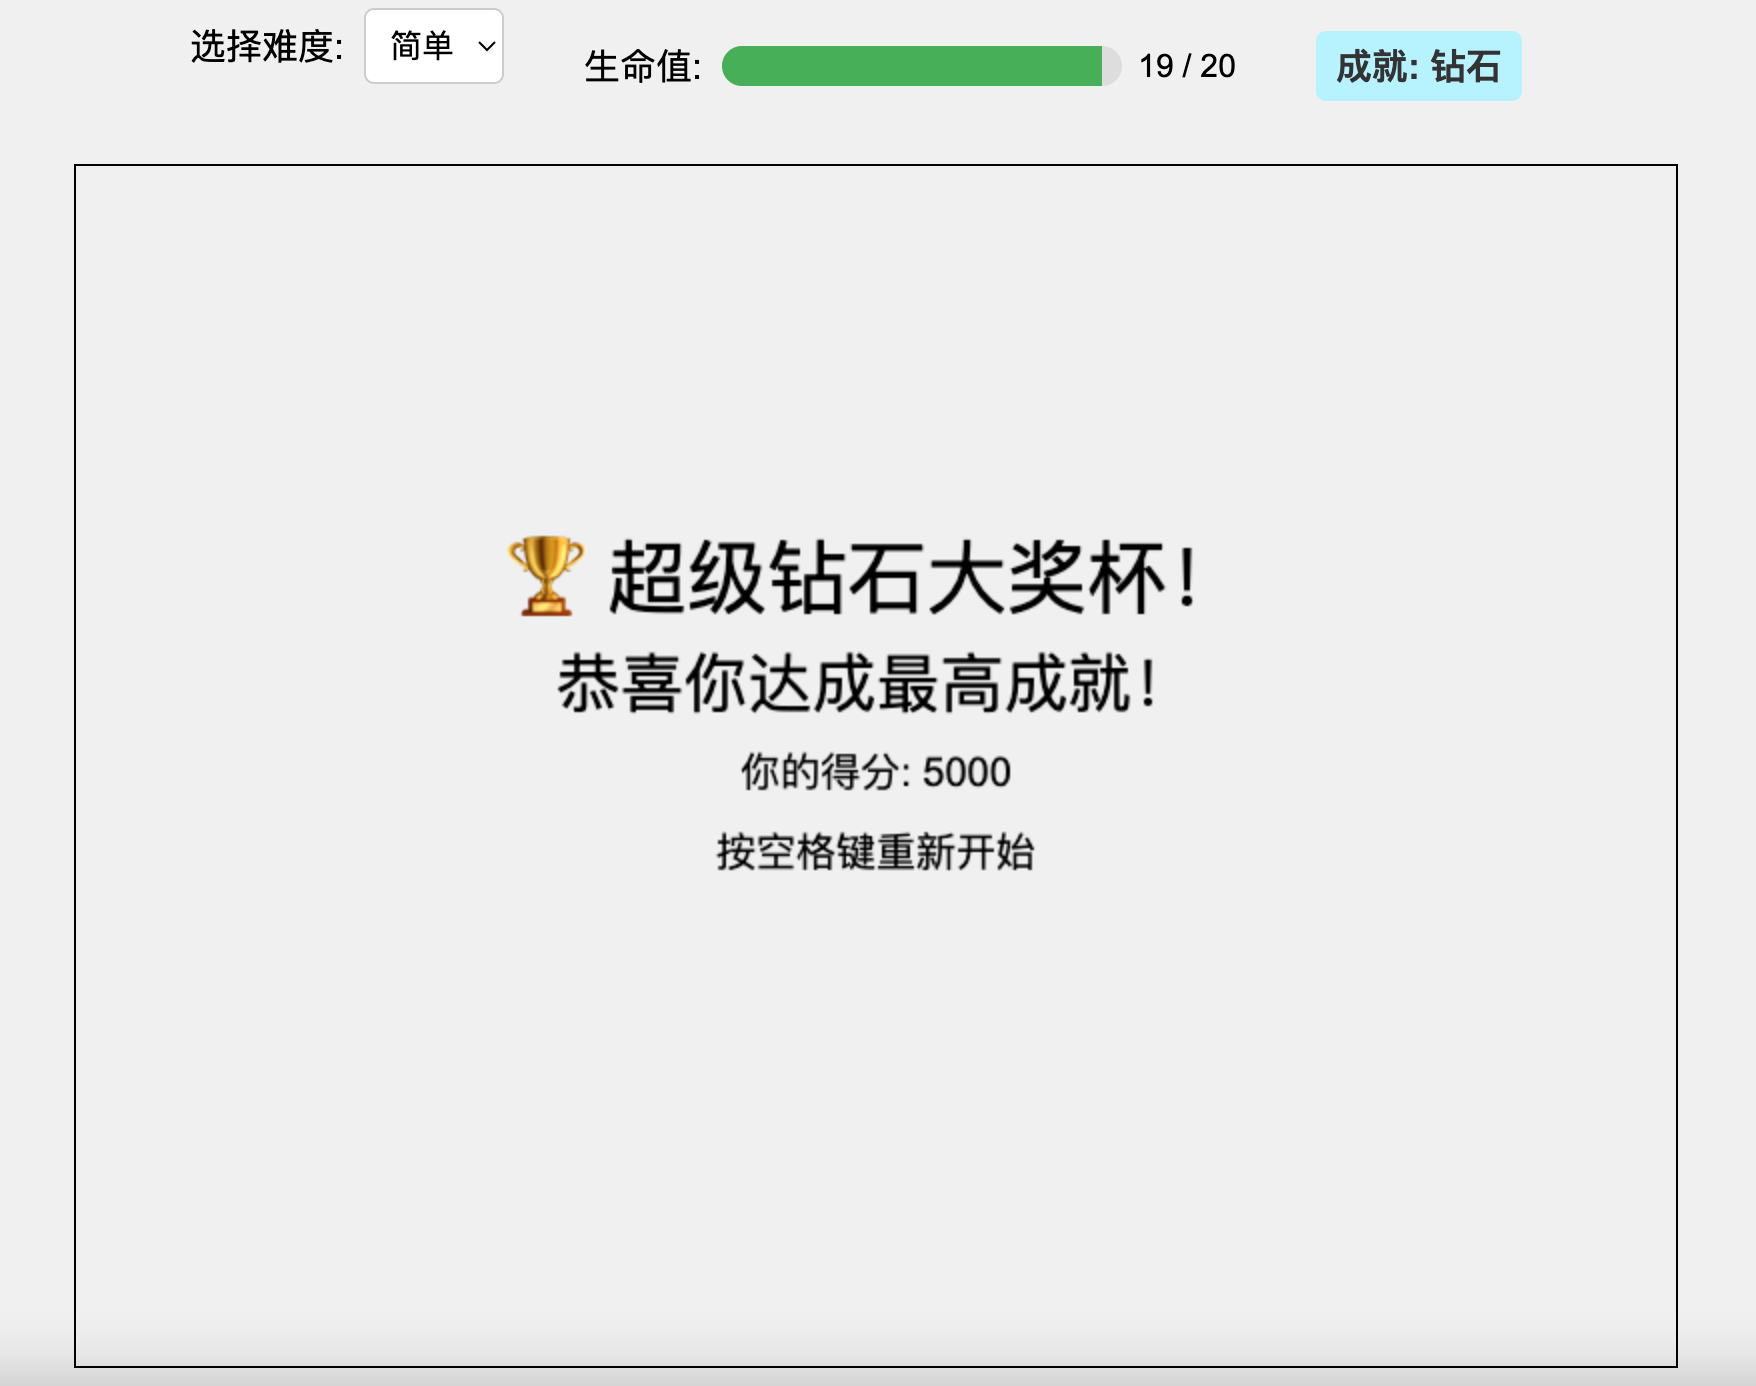 选择难度: 简单 生命值: 19 / 20 成就: 钻石
超级钻石大奖杯！
恭喜你达成最高成就！
你的得分: 5000
按空格键重新开始